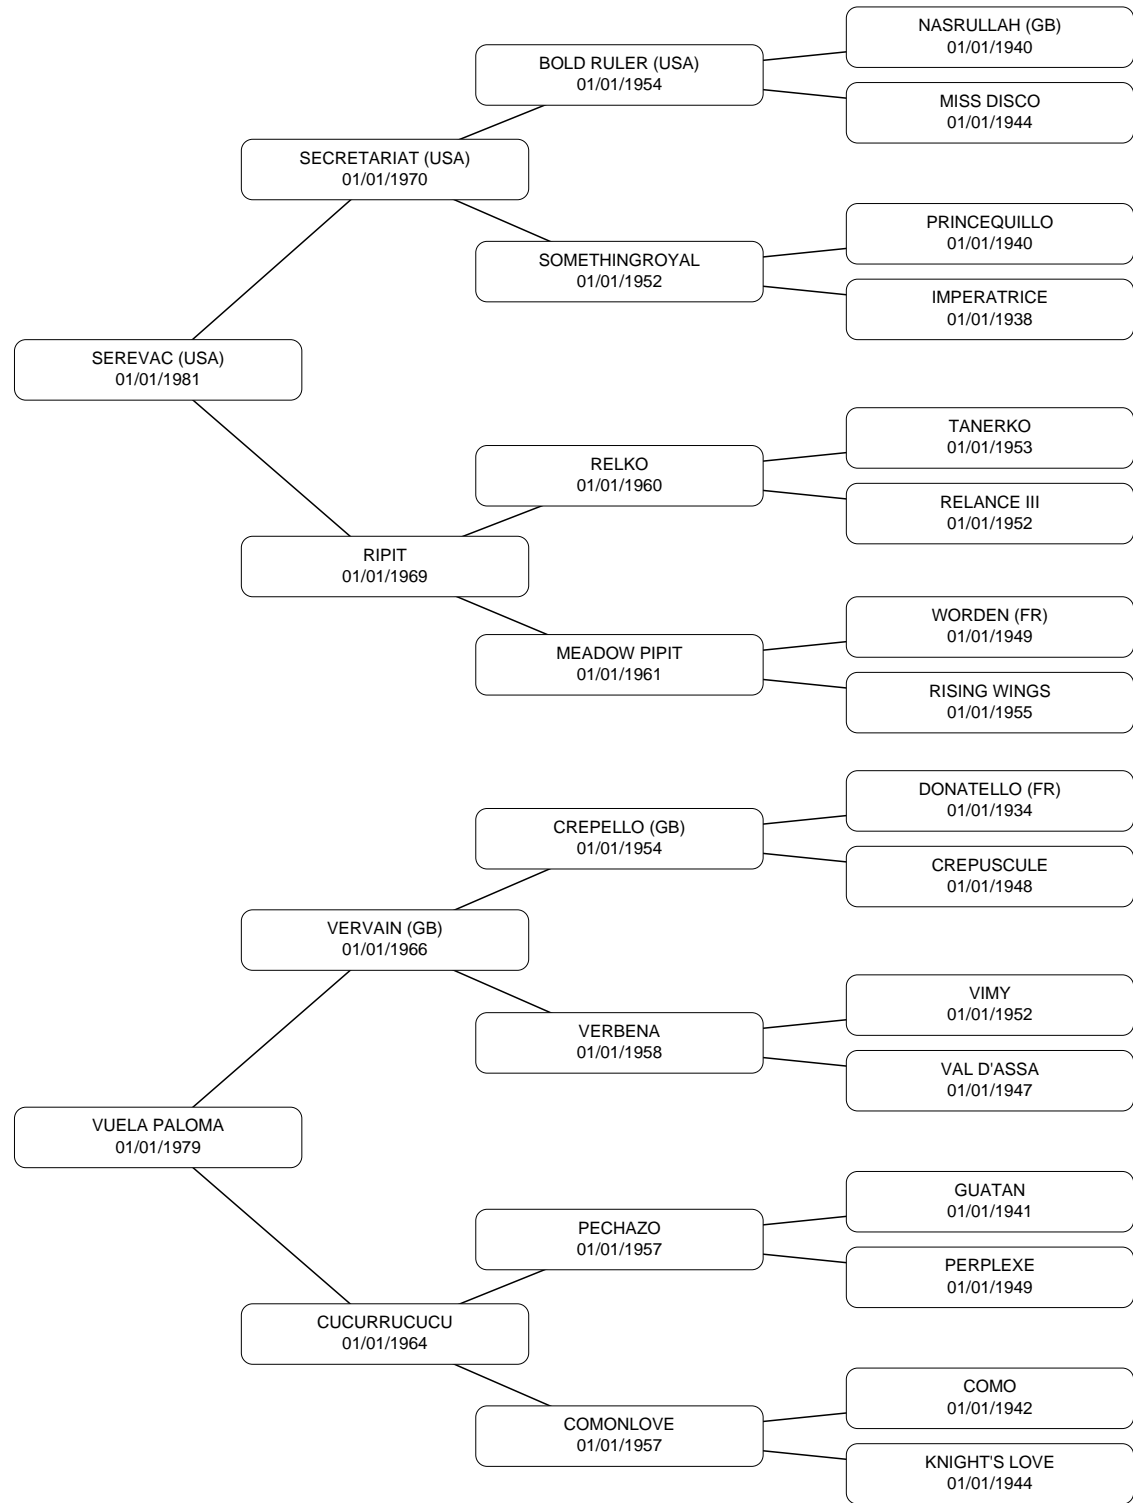 NASRULLAH (GB)
01/01/1940
BOLD RULER (USA)
01/01/1954
MISS DISCO
01/01/1944
SECRETARIAT (USA)
01/01/1970
PRINCEQUILLO
01/01/1940
SOMETHINGROYAL
01/01/1952
IMPERATRICE
01/01/1938
SEREVAC (USA)
01/01/1981
TANERKO
01/01/1953
RELKO
01/01/1960
RELANCE III
01/01/1952
RIPIT
01/01/1969
WORDEN (FR)
01/01/1949
MEADOW PIPIT
01/01/1961
RISING WINGS
01/01/1955
DONATELLO (FR)
01/01/1934
CREPELLO (GB)
01/01/1954
CREPUSCULE
01/01/1948
VERVAIN (GB)
01/01/1966
VIMY
01/01/1952
VERBENA
01/01/1958
VAL D'ASSA
01/01/1947
VUELA PALOMA
01/01/1979
GUATAN
01/01/1941
PECHAZO
01/01/1957
PERPLEXE
01/01/1949
CUCURRUCUCU
01/01/1964
COMO
01/01/1942
COMONLOVE
01/01/1957
KNIGHT'S LOVE
01/01/1944